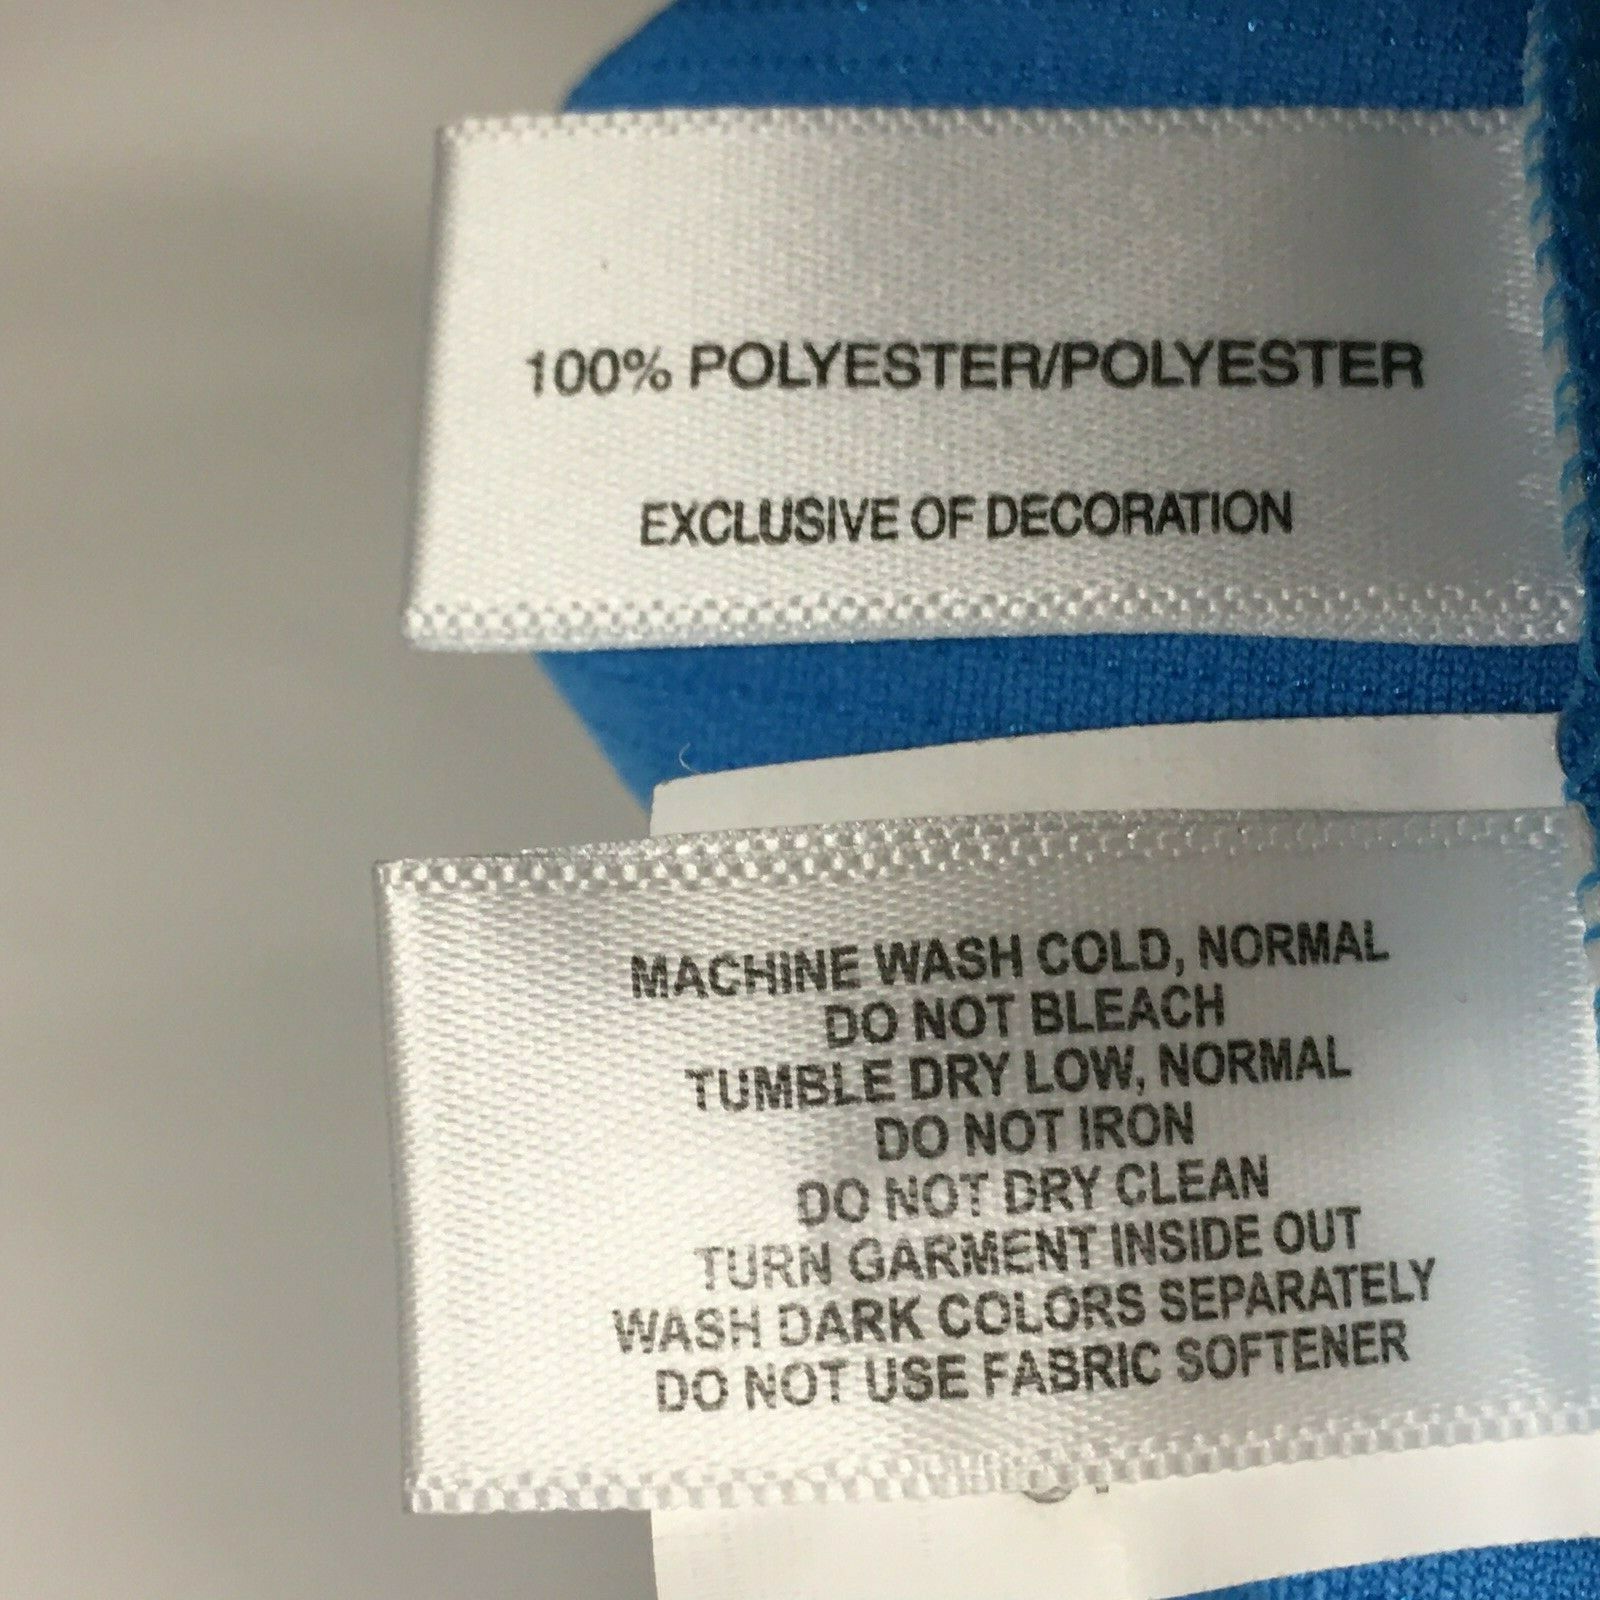 100% POLYESTER/POLYESTER
EXCLUSIVE OF DECORATION
MACHINE WASH COLD, NORMAL
DO NOT BLEACH
TUMBLE DRY LOW, NORMAL
DO NOT IRON
DO NOT DRY CLEAN
TURN GARMENT INSIDE OUT
WASH DARK COLORS SEPARATELY
DO NOT USE FABRIC SOFTENER